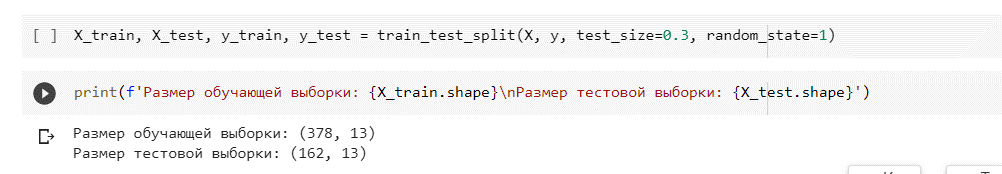 [ ] X_train, X_test, y_train, y_test = train_test_split(X, y, test_size=0.3, random_state=1)
print(f'Размер обучающей выборки: {X_train.shape}\nРазмер тестовой выборки: {X_test.shape}')
Размер обучающей выборки: (378, 13)
Размер тестовой выборки: (162, 13)